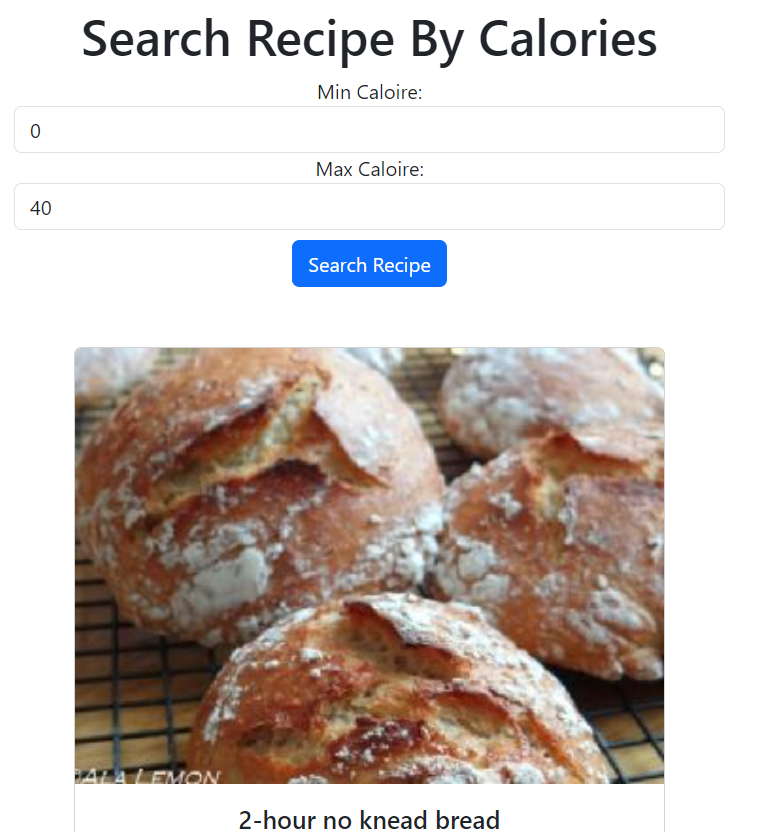 Search Recipe By Calories
Min Caloire:
0
Max Caloire:
40
Search Recipe
ALA LEMON
2-hour no knead bread